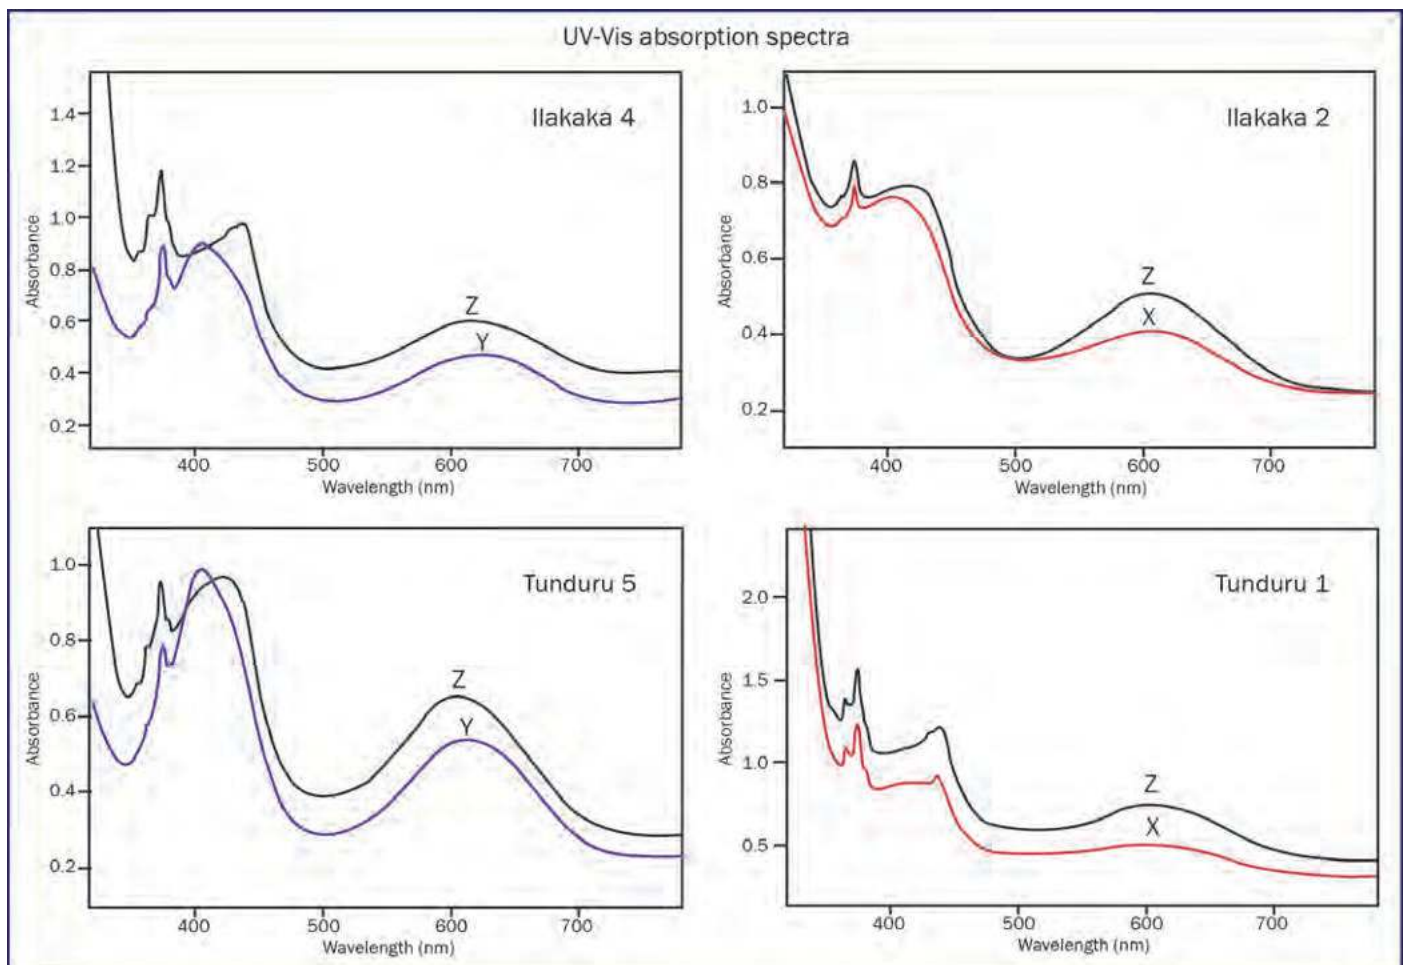 UV-Vis absorption spectra
Ilakaka 4
Absorbance
1.4
1.2
1.0
0.8
0.6
0.4
0.2
Z
Y
400 500 600 700
Wavelength (nm)
Ilakaka 2
Absorbance
1.0
0.8
0.6
0.4
0.2
Z
X
400 500 600 700
Wavelength (nm)
Tunduru 5
Absorbance
1.0
0.8
0.6
0.4
0.2
Z
Y
400 500 600 700
Wavelength (nm)
Tunduru 1
Absorbance
2.0
1.5
1.0
0.5
Z
X
400 500 600 700
Wavelength (nm)